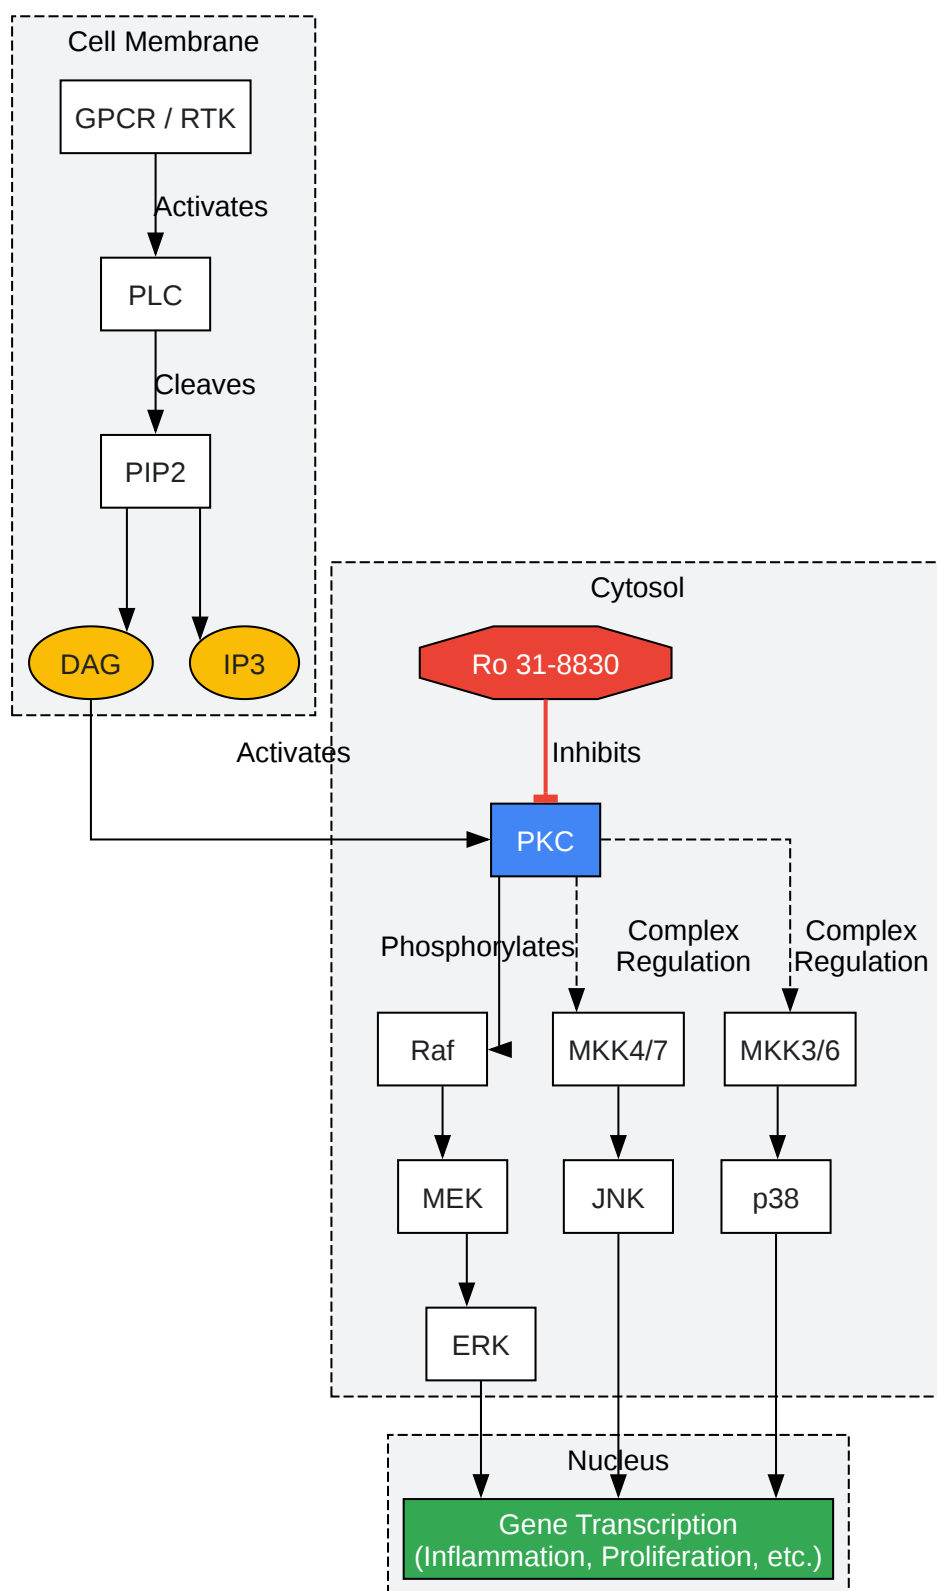 Cell Membrane
GPCR / RTK
Activates
PLC
Cleaves
PIP2
DAG
IP3
Cytosol
Ro 31-8830
Activates
Inhibits
PKC
Phosphorylates
Complex
Regulation
Complex
Regulation
Raf
MKK4/7
MKK3/6
MEK
JNK
p38
ERK
Nucleus
Gene Transcription
(Inflammation, Proliferation, etc.)